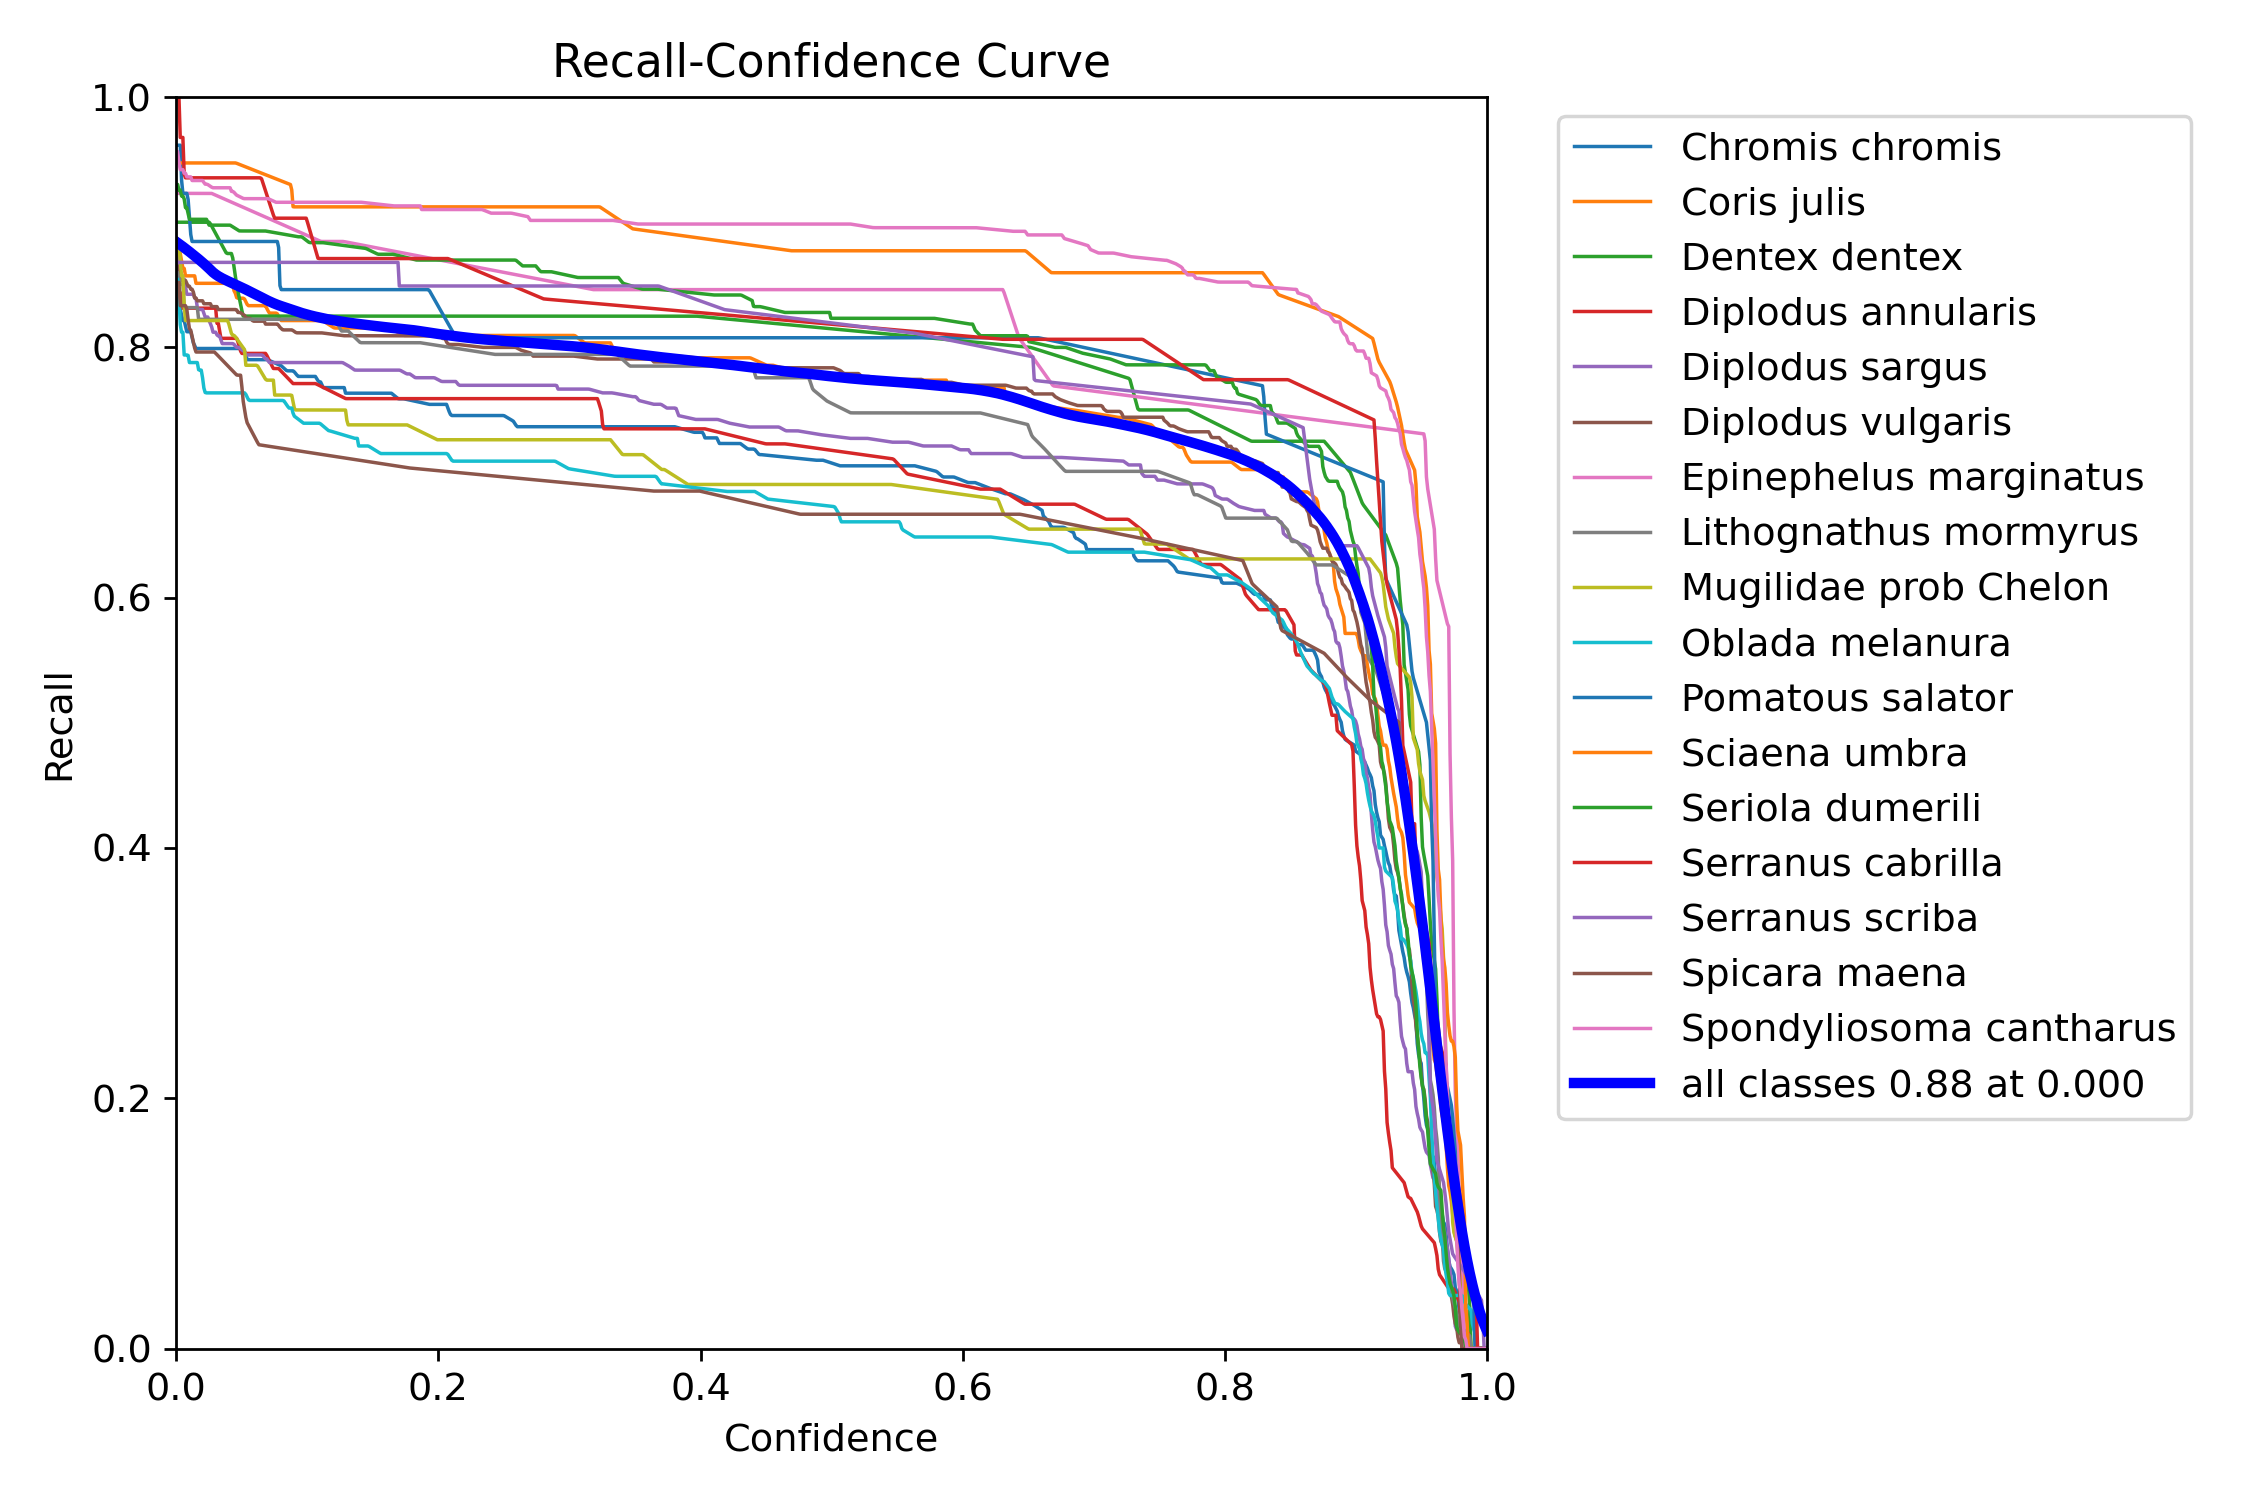 Recall-Confidence Curve
1.0
0.8
0.6
0.4
0.2
0.0
Recall
0.0 0.2 0.4 0.6 0.8 1.0
Confidence
Chromis chromis
Coris julis
Dentex dentex
Diplodus annularis
Diplodus sargus
Diplodus vulgaris
Epinephelus marginatus
Lithognathus mormyrus
Mugilidae prob Chelon
Oblada melanura
Pomatous salator
Sciaena umbra
Seriola dumerili
Serranus cabrilla
Serranus scriba
Spicara maena
Spondyliosoma cantharus
all classes 0.88 at 0.000